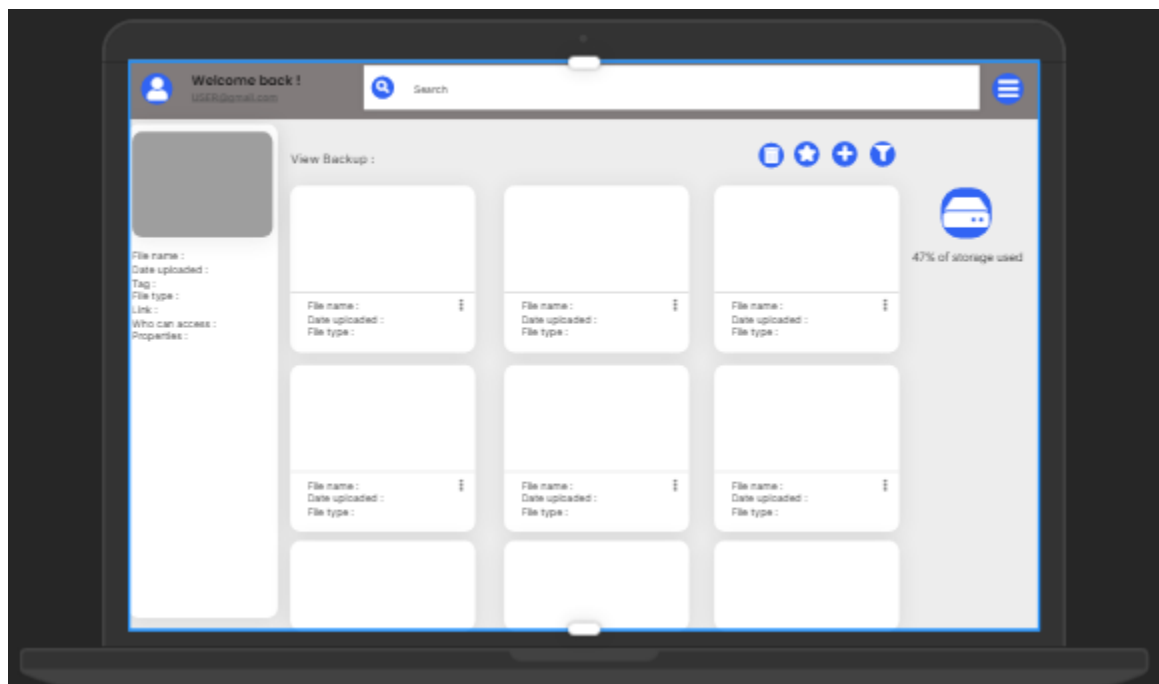 Welcome back !
USER@gmail.com
Search
View Backup :
47% of storage used
File name :
Date uploaded :
Tag :
File type :
Link :
Who can access :
Properties :
File name :
Date uploaded :
File type :
File name :
Date uploaded :
File type :
File name :
Date uploaded :
File type :
File name :
Date uploaded :
File type :
File name :
Date uploaded :
File type :
File name :
Date uploaded :
File type :